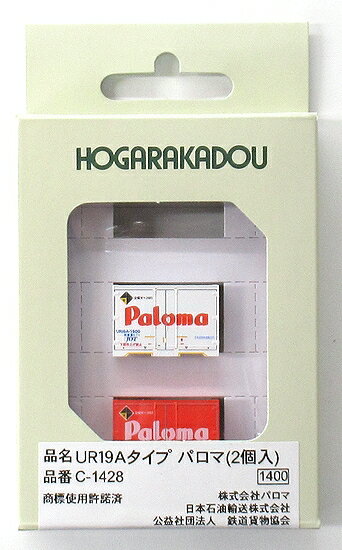 HOGARAKADOU
Paloma
JOT
Paloma
品名 UR19Aタイプ パロマ(2個入)
品番 C-1428
1400
商標使用許諾済
株式会社パロマ
日本石油輸送株式会社
公益社団法人 鉄道貨物協会